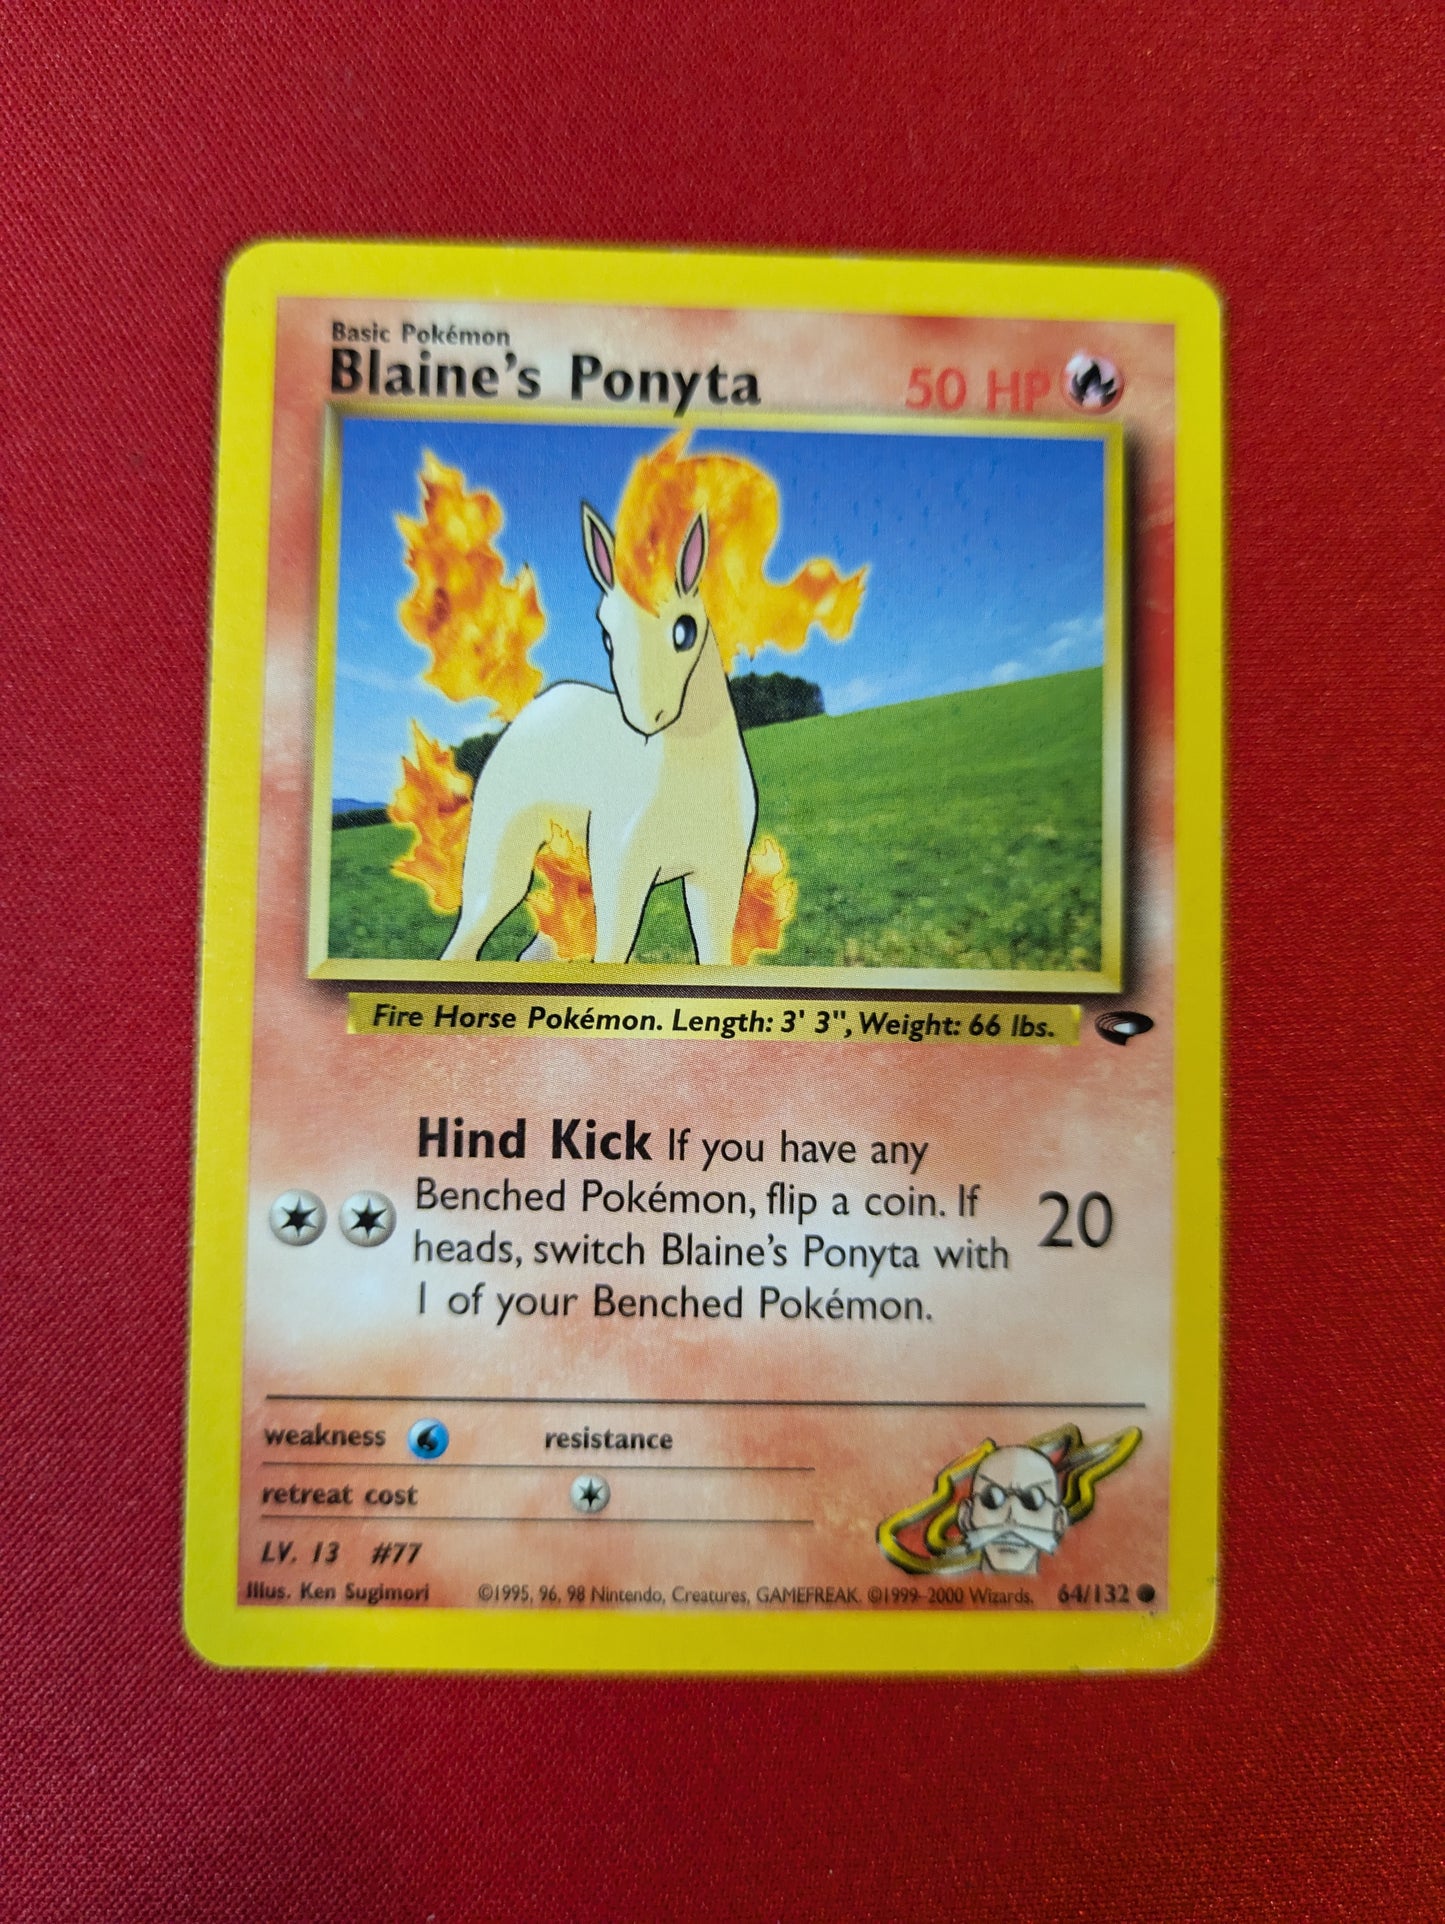 Basic Pokémon
Blaine's Ponyta 50 HP
Fire Horse Pokémon. Length: 3' 3", Weight: 66 lbs.
Hind Kick If you have any
Benched Pokémon, flip a coin. If
heads, switch Blaine's Ponyta with
1 of your Benched Pokémon.
20
weakness resistance
retreat cost
LV. 13 #77
Illus. Ken Sugimori ©1995, 96, 98 Nintendo, Creatures, GAMEFREAK. ©1999-2000 Wizards. 64/132